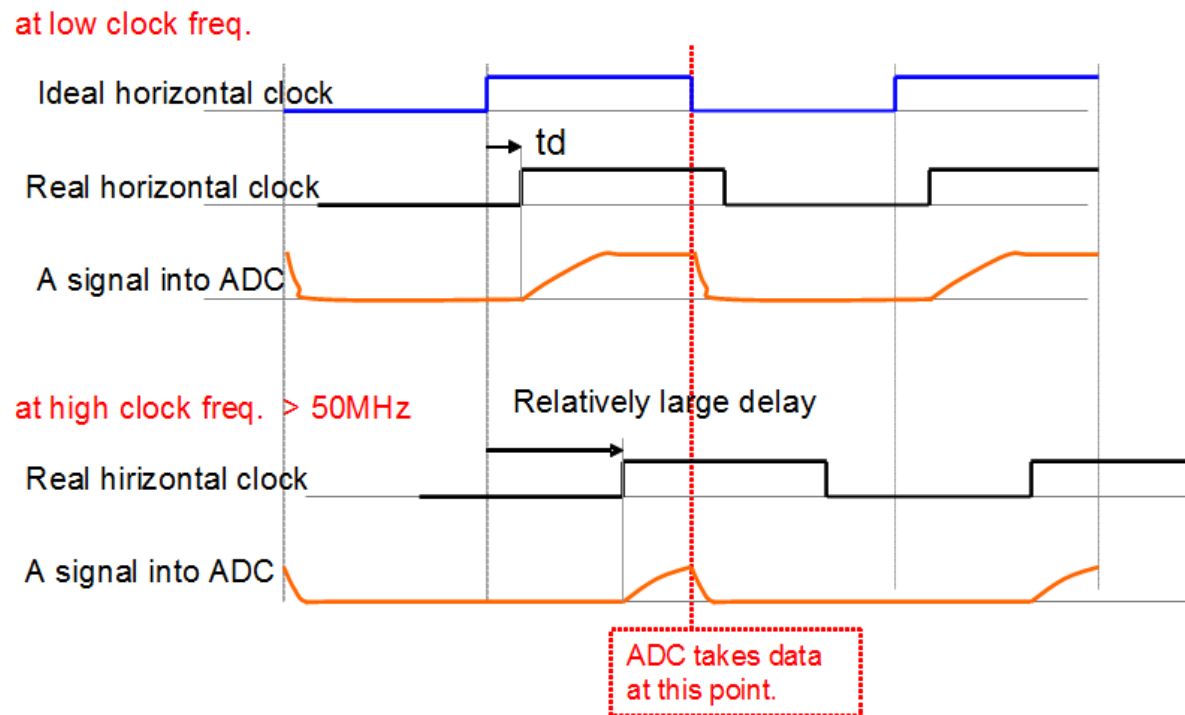 at low clock freq.
Ideal horizontal clock
td
Real horizontal clock
A signal into ADC
at high clock freq. > 50MHz
Relatively large delay
Real hirizontal clock
A signal into ADC
ADC takes data
at this point.